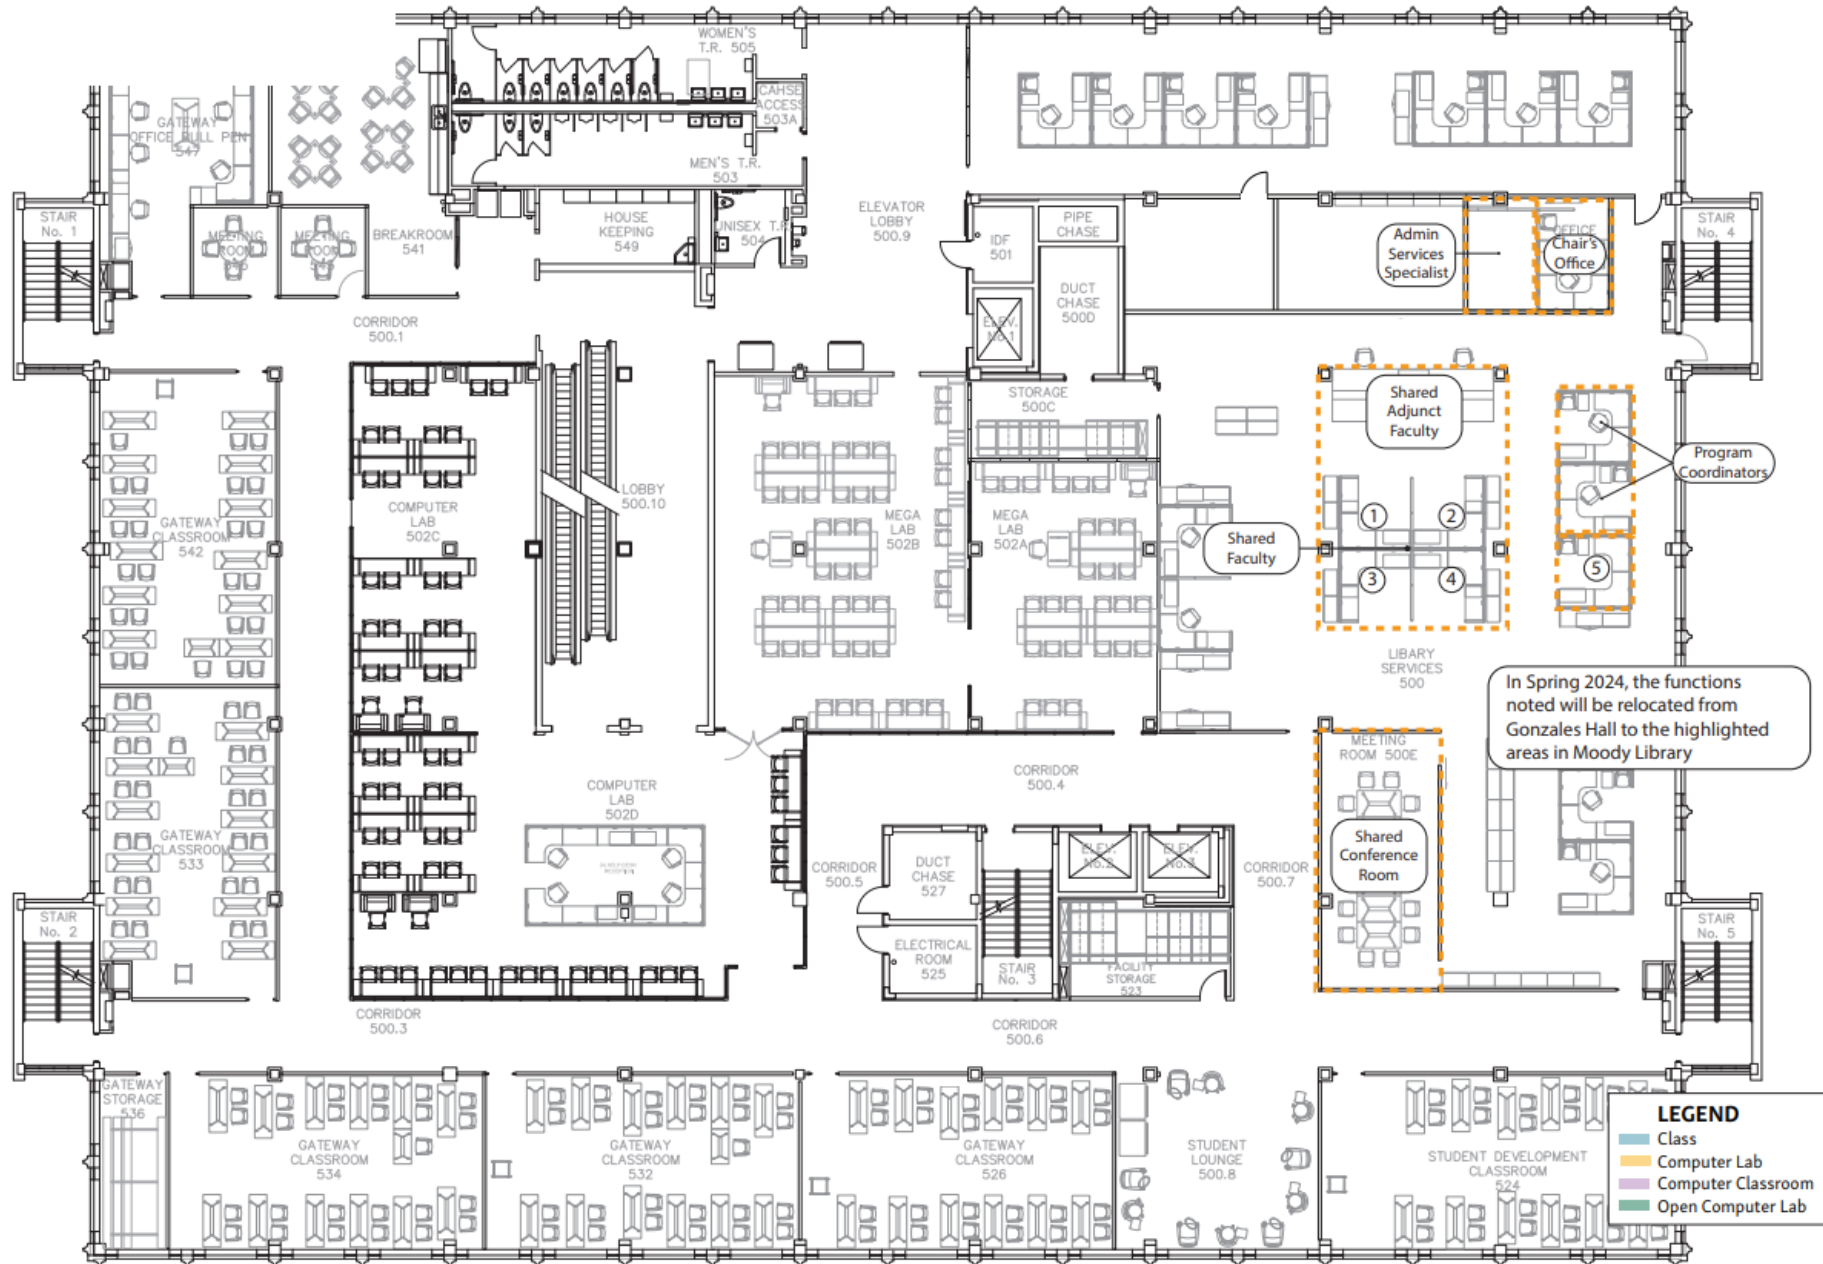 WOMEN'S
T.R. 505
CAHSE
ACCESS
503A
GATEWAY
OFFICE BULL PEN
547
MEN'S T.R.
503
STAIR
No. 1
MEETING
ROOM
MEETING
ROOM
BREAKROOM
541
HOUSE
KEEPING
549
UNISEX T.R.
504
ELEVATOR
LOBBY
500.9
IDF
501
PIPE
CHASE
DUCT
CHASE
500D
ELEV.
No.1
Admin
Services
Specialist
OFFICE
Chair's
Office
STAIR
No. 4
CORRIDOR
500.1
STORAGE
500C
Shared
Adjunct
Faculty
Program
Coordinators
LOBBY
500.10
COMPUTER
LAB
502C
GATEWAY
CLASSROOM
542
MEGA
LAB
502B
MEGA
LAB
502A
Shared
Faculty
1
2
3
4
5
LIBARY
SERVICES
500
In Spring 2024, the functions
noted will be relocated from
Gonzales Hall to the highlighted
areas in Moody Library
MEETING
ROOM 500E
CORRIDOR
500.4
COMPUTER
LAB
502D
GATEWAY
CLASSROOM
533
CORRIDOR
500.5
DUCT
CHASE
527
ELEV.
No.2
ELEV.
No.3
CORRIDOR
500.7
Shared
Conference
Room
STAIR
No. 2
ELECTRICAL
ROOM
525
STAIR
No. 3
FACILITY
STORAGE
523
STAIR
No. 5
CORRIDOR
500.3
CORRIDOR
500.6
GATEWAY
STORAGE
536
GATEWAY
CLASSROOM
534
GATEWAY
CLASSROOM
532
GATEWAY
CLASSROOM
526
STUDENT
LOUNGE
500.8
STUDENT DEVELOPMENT
CLASSROOM
524
LEGEND
Class
Computer Lab
Computer Classroom
Open Computer Lab